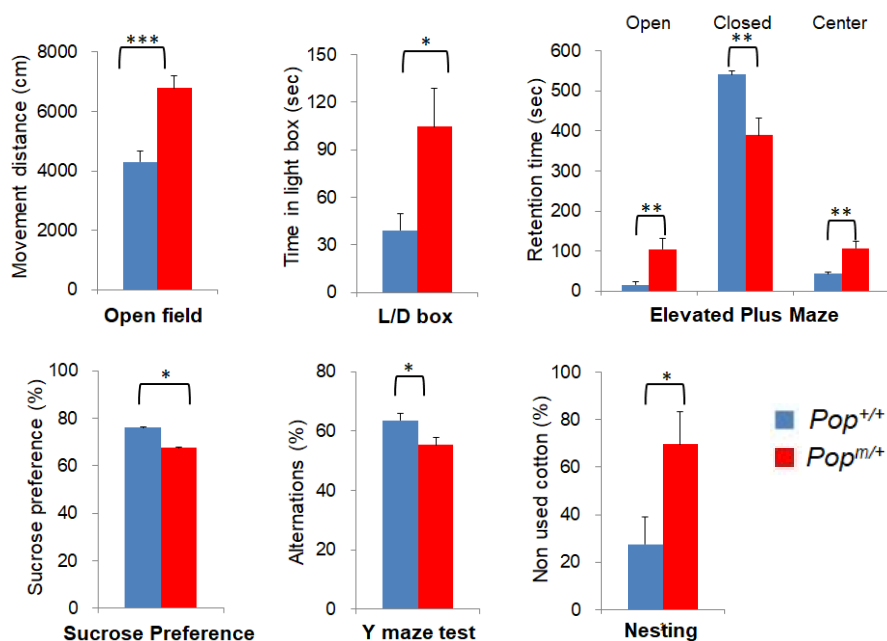 Open Closed Center
Movement distance (cm)
8000
6000
4000
2000
0
***
Open field
Time in light box (sec)
150
120
90
60
30
0
*
L/D box
Retention time (sec)
600
500
400
300
200
100
0
**
**
**
Elevated Plus Maze
Sucrose preference (%)
100
80
60
40
20
0
*
Sucrose Preference
Alternations (%)
80
60
40
20
0
*
Y maze test
Non used cotton (%)
100
80
60
40
20
0
*
Nesting
Pop+/+
Popm/+